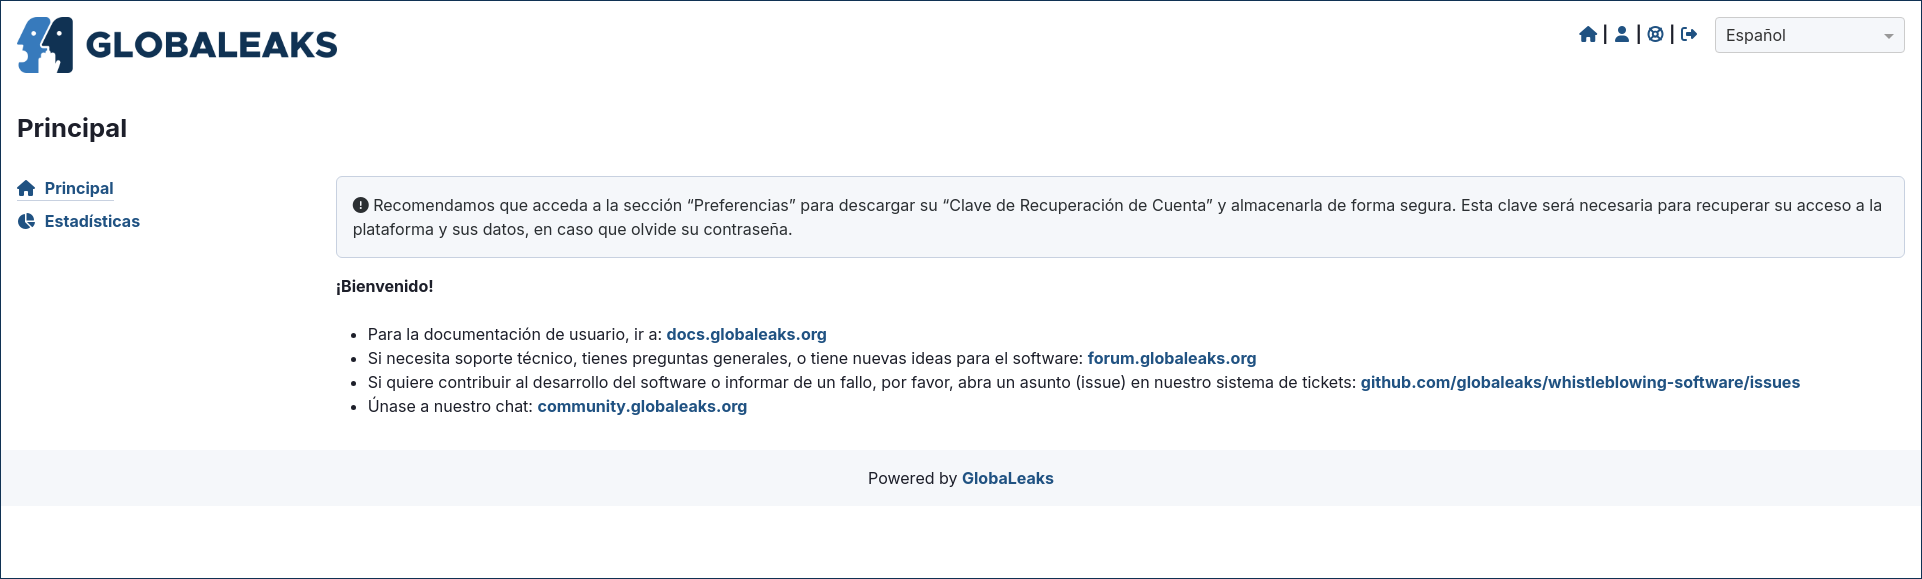 GLOBALEAKS
| | |
Español
Principal
Principal
Estadísticas
Recomendamos que acceda a la sección “Preferencias” para descargar su “Clave de Recuperación de Cuenta” y almacenarla de forma segura. Esta clave será necesaria para recuperar su acceso a la
plataforma y sus datos, en caso que olvide su contraseña.
¡Bienvenido!
• Para la documentación de usuario, ir a: docs.globaleaks.org
• Si necesita soporte técnico, tienes preguntas generales, o tiene nuevas ideas para el software: forum.globaleaks.org
• Si quiere contribuir al desarrollo del software o informar de un fallo, por favor, abra un asunto (issue) en nuestro sistema de tickets: github.com/globaleaks/whistleblowing-software/issues
• Únase a nuestro chat: community.globaleaks.org
Powered by GlobaLeaks